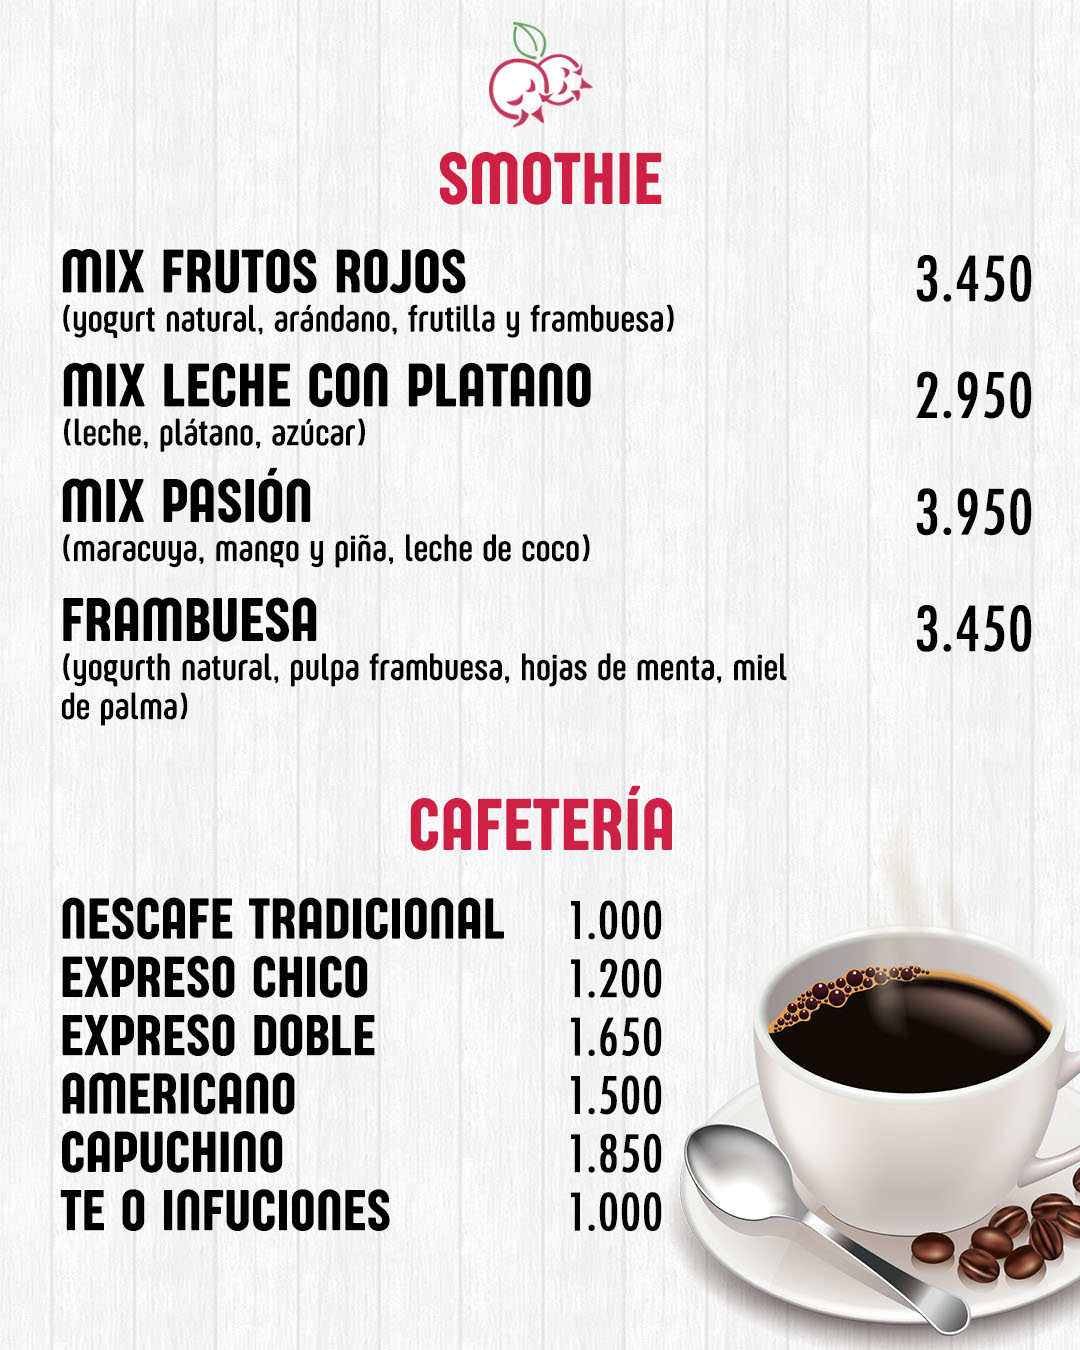 SMOTHIE
MIX FRUTOS ROJOS 3.450
(yogurt natural, arándano, frutilla y frambuesa)
MIX LECHE CON PLATANO 2.950
(leche, plátano, azúcar)
MIX PASIÓN 3.950
(maracuya, mango y piña, leche de coco)
FRAMBUESA 3.450
(yogurth natural, pulpa frambuesa, hojas de menta, miel
de palma)
CAFETERÍA
NESCAFE TRADICIONAL 1.000
EXPRESO CHICO 1.200
EXPRESO DOBLE 1.650
AMERICANO 1.500
CAPUCHINO 1.850
TE O INFUCIONES 1.000